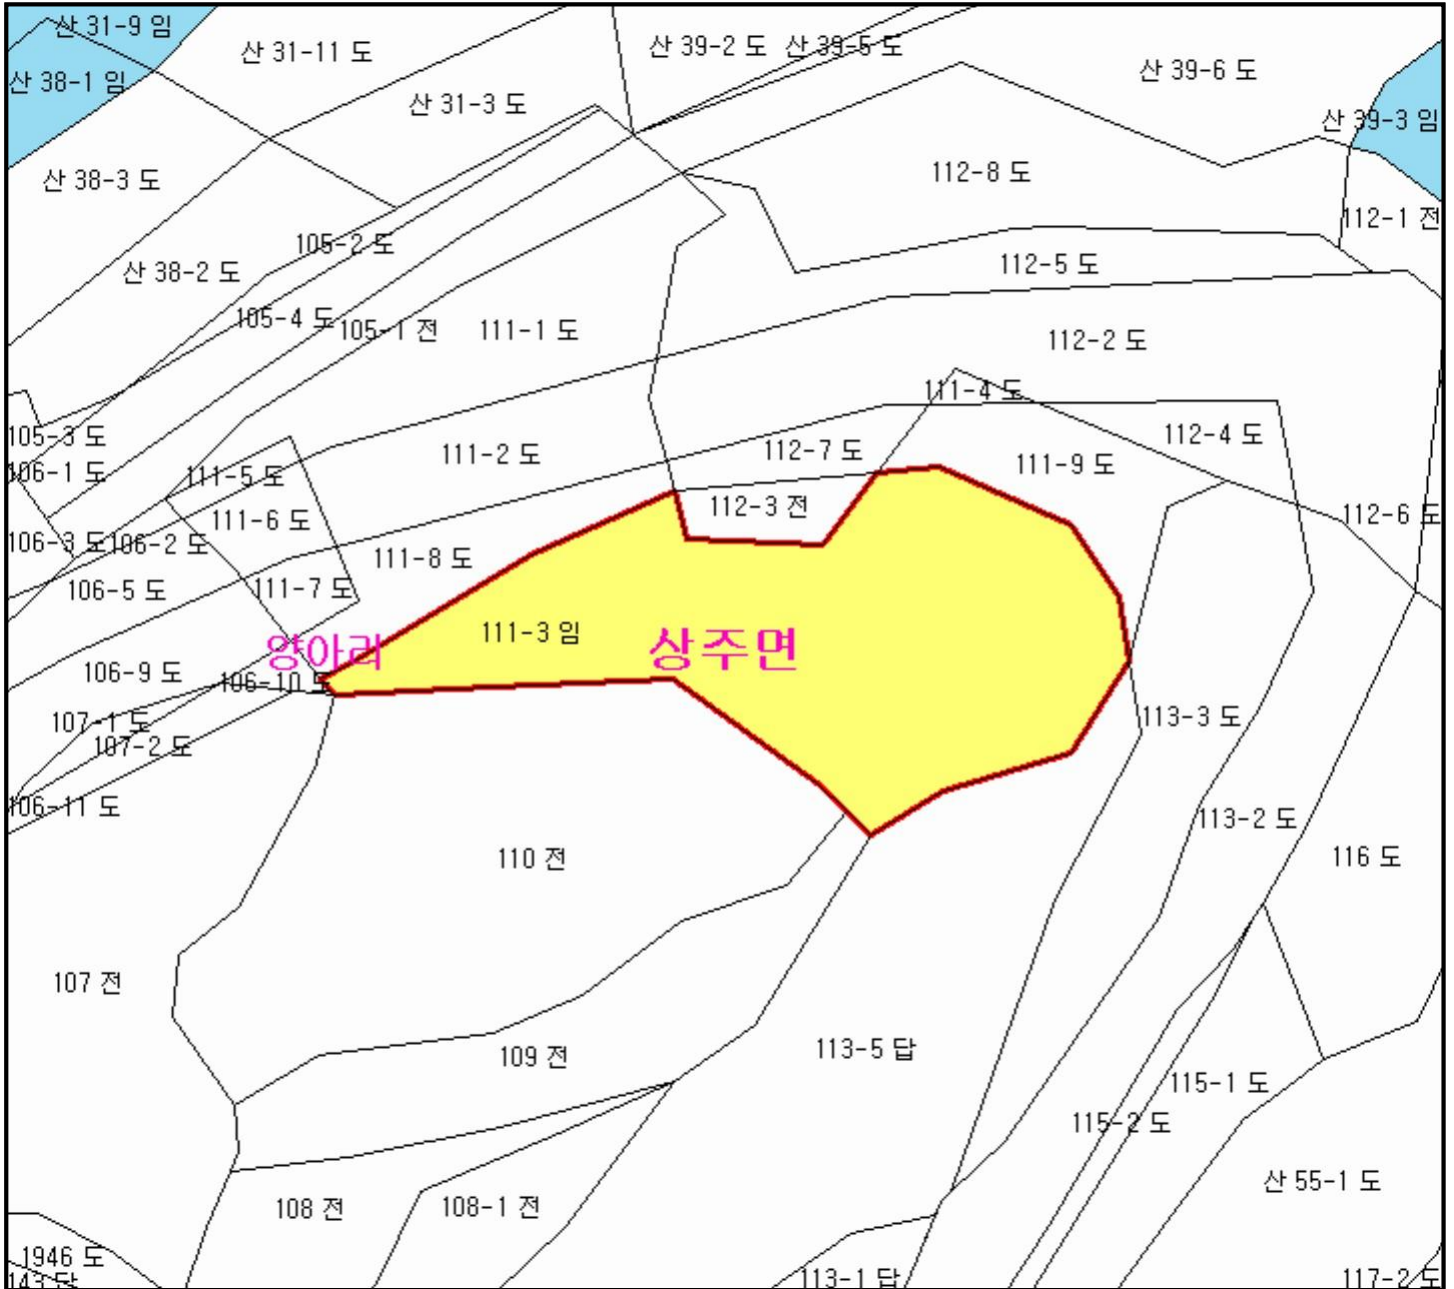 산 31-9 임
산 31-11 도
산 39-2 도
산 39-5 도
산 39-6 도
산 38-1 임
산 31-3 도
산 39-3 임
산 38-3 도
112-8 도
112-1 전
105-2 도
산 38-2 도
112-5 도
105-4 도
105-1 전
111-1 도
112-2 도
111-4 도
105-3 도
112-4 도
111-2 도
112-7 도
111-9 도
106-1 도
111-5 도
112-3 전
112-6 도
111-6 도
106-3 도
106-2 도
111-8 도
106-5 도
111-7 도
111-3 임
양아리
상주면
106-9 도
106-10 도
107-1 도
113-3 도
107-2 도
106-11 도
113-2 도
110 전
116 도
107 전
109 전
113-5 답
115-1 도
115-2 도
산 55-1 도
108 전
108-1 전
1946 도
143 답
113-1 답
117-2 도